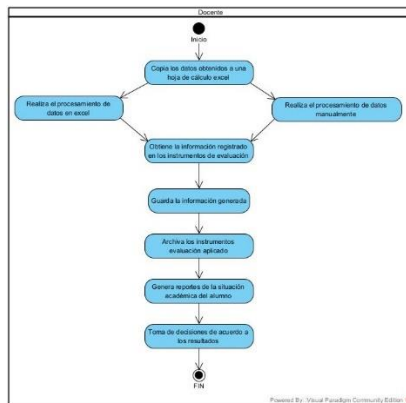 Docente
Inicio
Copia los datos obtenidos a una
hoja de cálculo excel
Realiza el procesamiento de
datos en excel
Realiza el procesamiento de datos
manualmente
Obtiene la información registrado
en los instrumentos de evaluación
Guarda la información generada
Archiva los instrumentos
evaluación aplicado
Genera reportes de la situación
académica del alumno
Toma de decisiones de acuerdo a
los resultados
FIN
Powered By: Visual Paradigm Community Edition